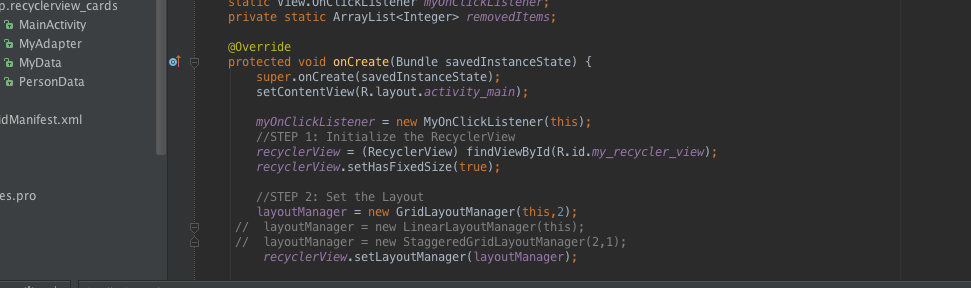 p.recyclerview_cards
MainActivity
MyAdapter
MyData
PersonData
idManifest.xml
es.pro
static View.OnClickListener myOnClickListener;
private static ArrayList<Integer> removedItems;
@Override
protected void onCreate(Bundle savedInstanceState) {
super.onCreate(savedInstanceState);
setContentView(R.layout.activity_main);
myOnClickListener = new MyOnClickListener(this);
//STEP 1: Initialize the RecyclerView
recyclerView = (RecyclerView) findViewById(R.id.my_recycler_view);
recyclerView.setHasFixedSize(true);
//STEP 2: Set the Layout
layoutManager = new GridLayoutManager(this,2);
//  layoutManager = new LinearLayoutManager(this);
//  layoutManager = new StaggeredGridLayoutManager(2,1);
recyclerView.setLayoutManager(layoutManager);